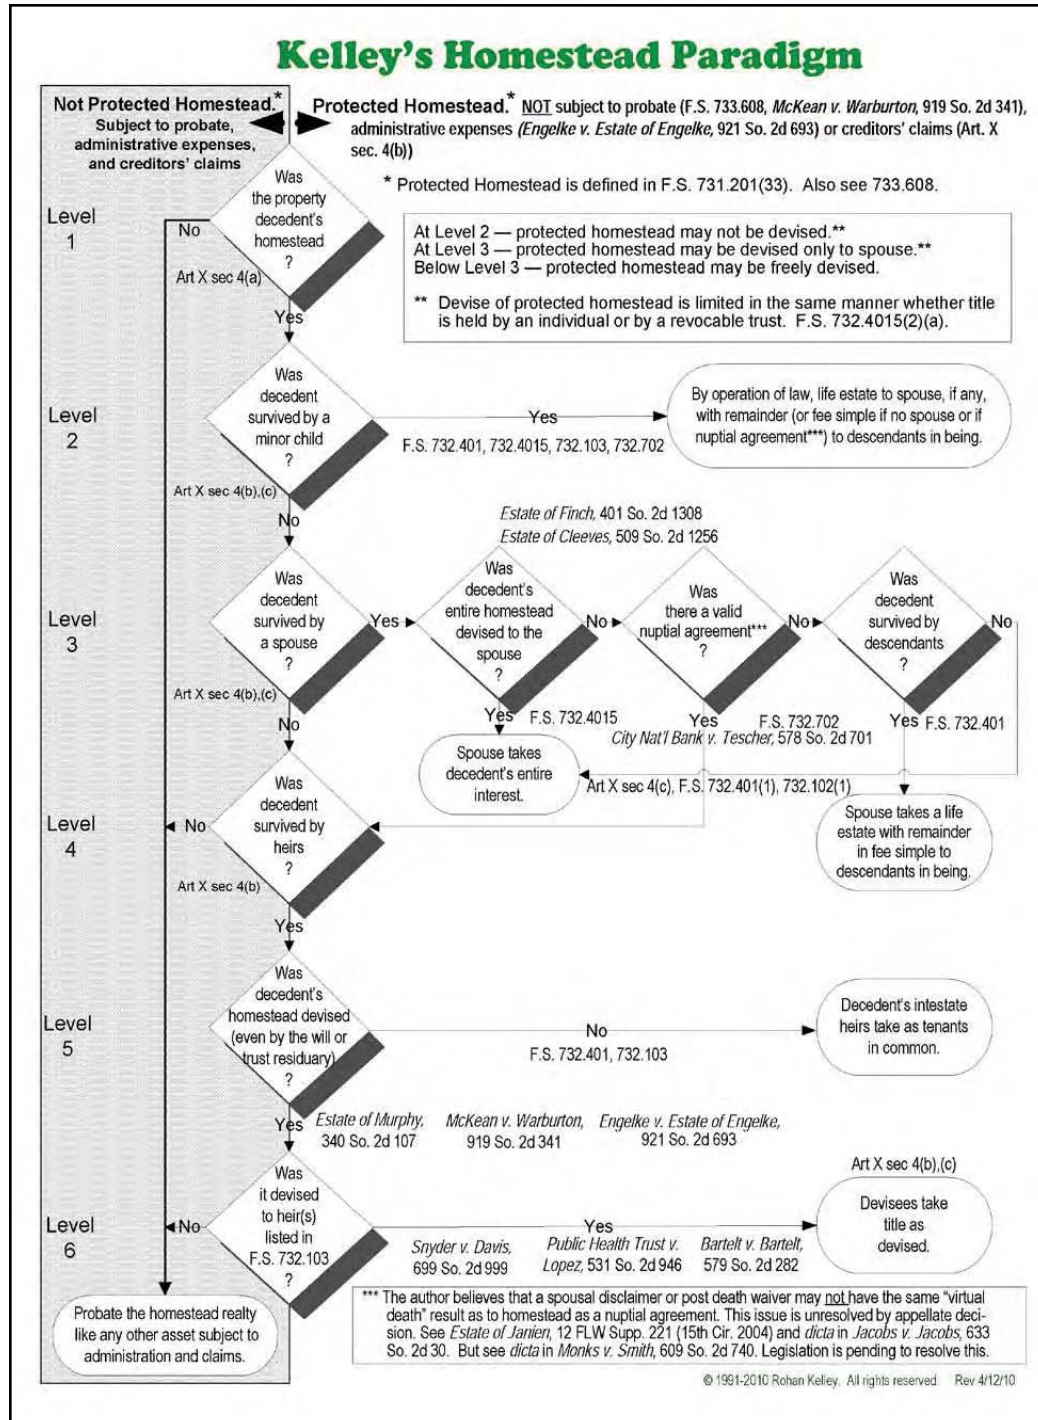 Kelley's Homestead Paradigm
Not Protected Homestead.*
Subject to probate,
administrative expenses,
and creditors' claims
Protected Homestead.* NOT subject to probate (F.S. 733.608, McKean v. Warburton, 919 So. 2d 341),
administrative expenses (Engelke v. Estate of Engelke, 921 So. 2d 693) or creditors' claims (Art. X
sec. 4(b))
* Protected Homestead is defined in F.S. 731.201(33). Also see 733.608.
Level
1
No
Was
the property
decedent's
homestead
?
Art X sec 4(a)
Yes
At Level 2 — protected homestead may not be devised.**
At Level 3 — protected homestead may be devised only to spouse.**
Below Level 3 — protected homestead may be freely devised.
** Devise of protected homestead is limited in the same manner whether title
is held by an individual or by a revocable trust. F.S. 732.4015(2)(a).
Level
2
Was
decedent
survived by a
minor child
?
Art X sec 4(b),(c)
No
Yes
F.S. 732.401, 732.4015, 732.103, 732.702
By operation of law, life estate to spouse, if any,
with remainder (or fee simple if no spouse or if
nuptial agreement***) to descendants in being.
Estate of Finch, 401 So. 2d 1308
Estate of Cleeves, 509 So. 2d 1256
Level
3
Was
decedent
survived by
a spouse
?
Art X sec 4(b),(c)
No
Yes
Was
decedent's
entire homestead
devised to the
spouse
?
No
Yes
F.S. 732.4015
Was
there a valid
nuptial agreement***
?
No
Yes
F.S. 732.702
City Nat'l Bank v. Tescher, 578 So. 2d 701
Was
decedent
survived by
descendants
?
No
Yes
F.S. 732.401
Spouse takes
decedent's entire
interest.
Art X sec 4(c), F.S. 732.401(1), 732.102(1)
Spouse takes a life
estate with remainder
in fee simple to
descendants in being.
Level
4
No
Was
decedent
survived by
heirs
?
Art X sec 4(b)
Yes
Level
5
Was
decedent's
homestead devised
(even by the will or
trust residuary)
?
No
F.S. 732.401, 732.103
Decedent's intestate
heirs take as tenants
in common.
Yes
Estate of Murphy,
340 So. 2d 107
McKean v. Warburton,
919 So. 2d 341
Engelke v. Estate of Engelke,
921 So. 2d 693
Level
6
No
Was
it devised
to heir(s)
listed in
F.S. 732.103
?
Yes
Snyder v. Davis,
699 So. 2d 999
Public Health Trust v.
Lopez, 531 So. 2d 946
Bartelt v. Bartelt,
579 So. 2d 282
Art X sec 4(b),(c)
Devisees take
title as
devised.
Probate the homestead realty
like any other asset subject to
administration and claims.
*** The author believes that a spousal disclaimer or post death waiver may not have the same "virtual
death" result as to homestead as a nuptial agreement. This issue is unresolved by appellate deci-
sion. See Estate of Janien, 12 FLW Supp. 221 (15th Cir. 2004) and dicta in Jacobs v. Jacobs, 633
So. 2d 30. But see dicta in Monks v. Smith, 609 So. 2d 740. Legislation is pending to resolve this.
© 1991-2010 Rohan Kelley. All rights reserved. Rev 4/12/10